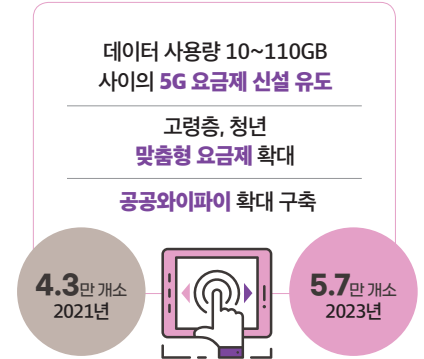 데이터 사용량 10~110GB
사이의 5G 요금제 신설 유도
고령층, 청년
맞춤형 요금제 확대
공공와이파이 확대 구축
4.3만 개소
2021년
5.7만 개소
2023년